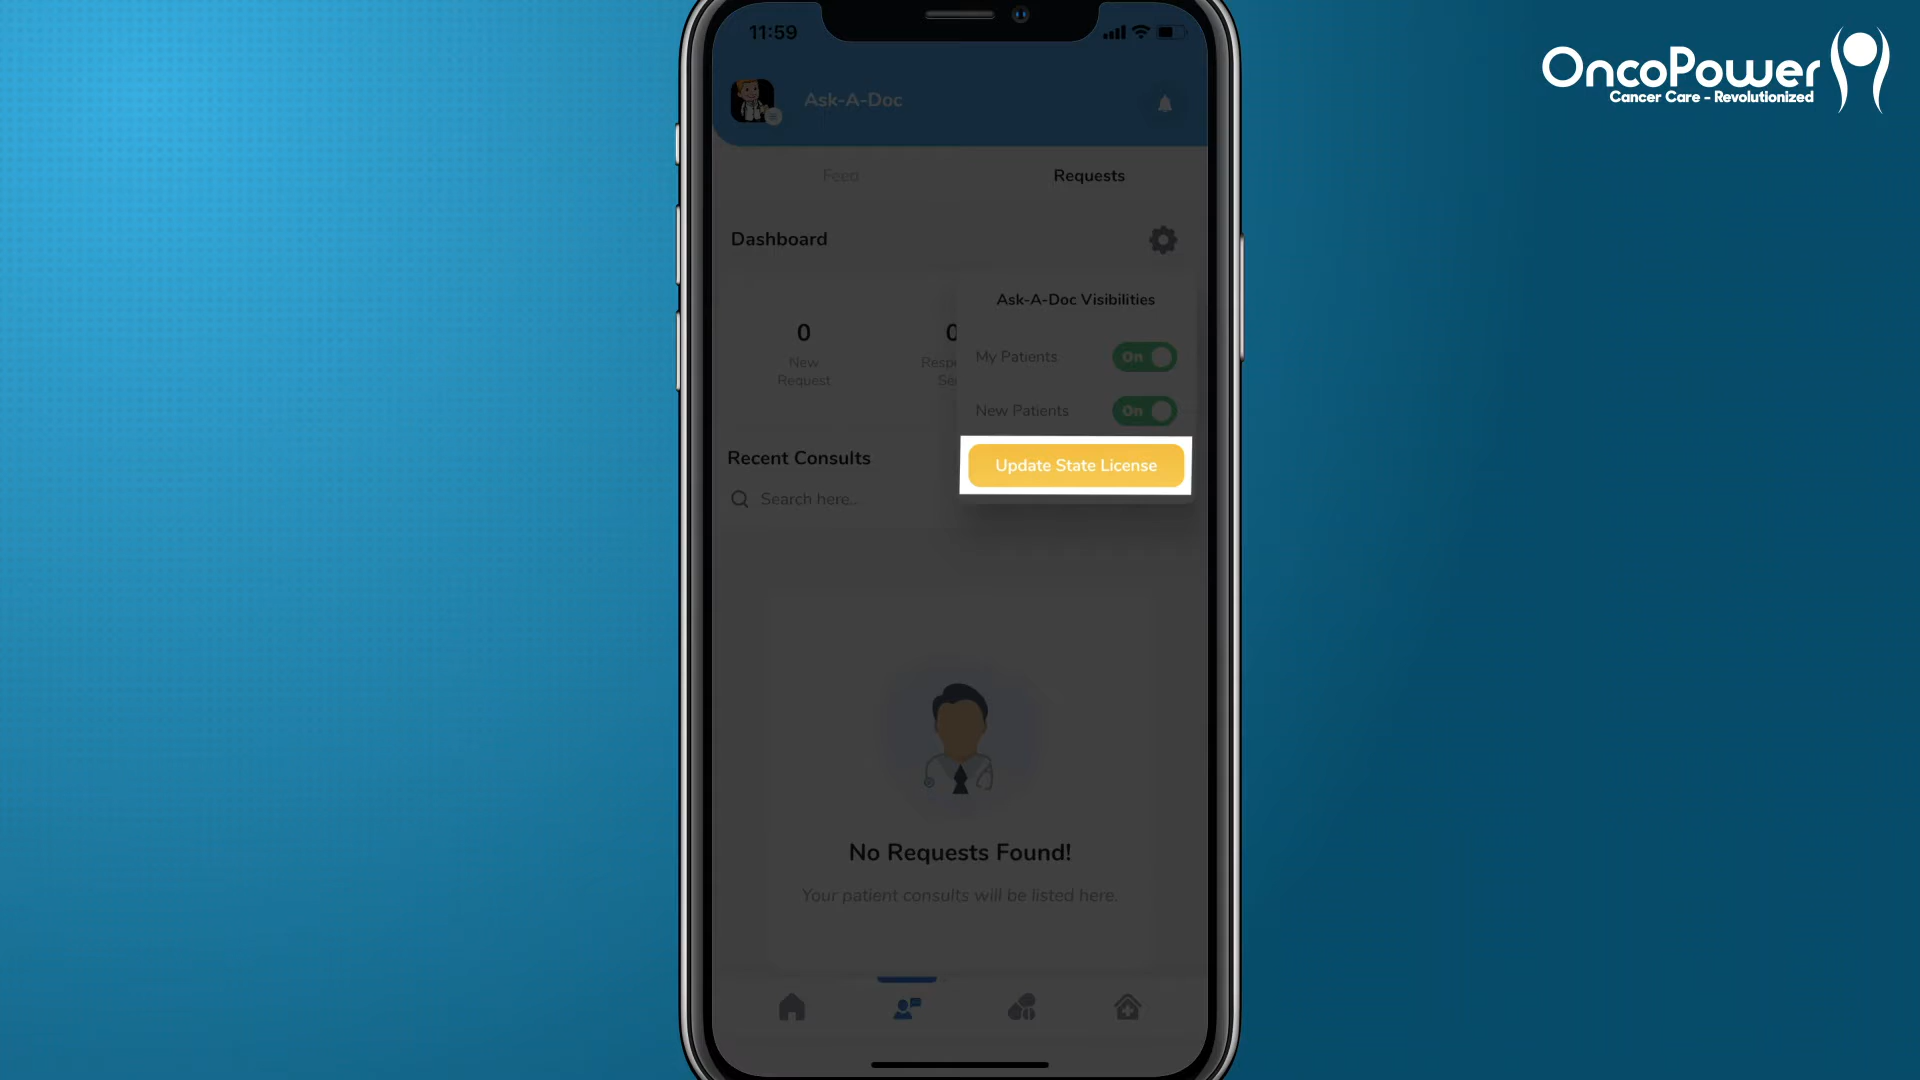 11:59
OncoPower
Cancer Care - Revolutionized
Ask-A-Doc
Feed
Requests
Dashboard
Ask-A-Doc Visibilities
0
New
Request
0
My Patients
On
New Patients
On
Update State License
Recent Consults
Search here...
No Requests Found!
Your patient consults will be listed here.